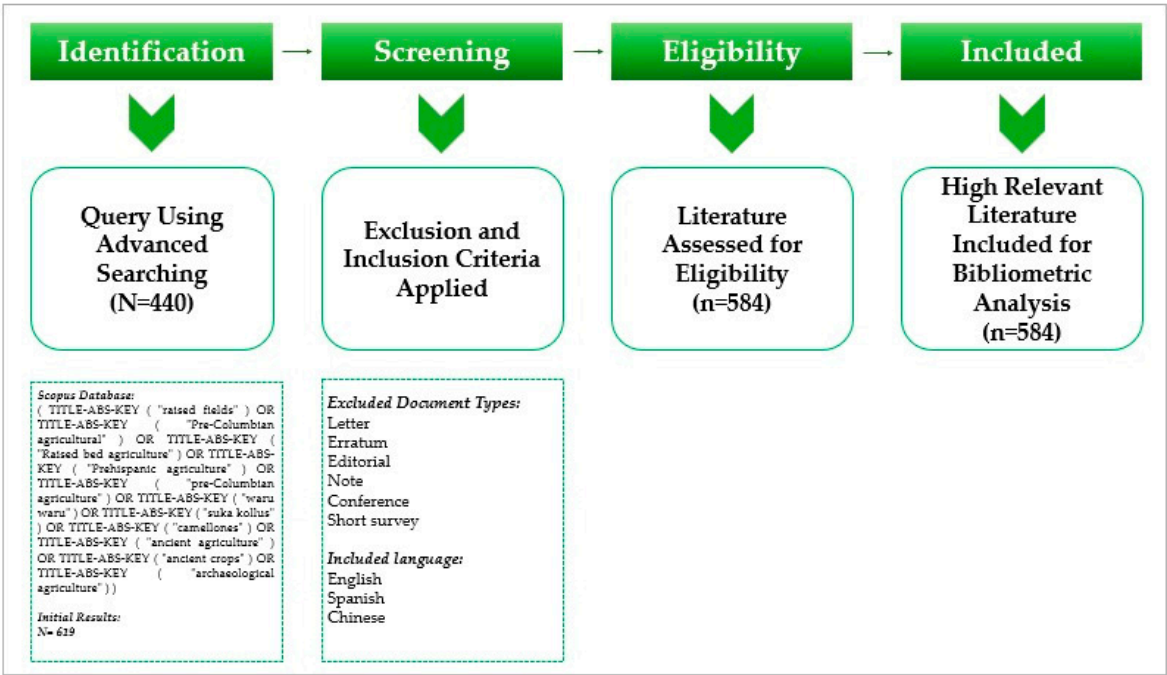 Identification
Screening
Eligibility
Included
Query Using
Advanced
Searching
(N=440)
Exclusion and
Inclusion Criteria
Applied
Literature
Assessed for
Eligibility
(n=584)
High Relevant
Literature
Included for
Bibliometric
Analysis
(n=584)
Scopus Database:
( TITLE-ABS-KEY ( "raised fields" ) OR
TITLE-ABS-KEY ( "Pre-Columbian
agricultural" ) OR TITLE-ABS-KEY (
"Raised bed agriculture" ) OR TITLE-ABS-
KEY ( "Prehispanic agriculture" ) OR
TITLE-ABS-KEY ( "pre-Columbian
agriculture" ) OR TITLE-ABS-KEY ( "waru
waru" ) OR TITLE-ABS-KEY ( "suka kollus"
) OR TITLE-ABS-KEY ( "camellones" ) OR
TITLE-ABS-KEY ( "ancient agriculture" )
OR TITLE-ABS-KEY ( "ancient crops" ) OR
TITLE-ABS-KEY ( "archaeological
agriculture" ) )
Initial Results:
N= 619
Excluded Document Types:
Letter
Erratum
Editorial
Note
Conference
Short survey
Included language:
English
Spanish
Chinese